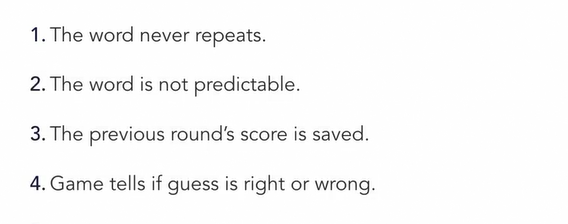 1. The word never repeats.
2. The word is not predictable.
3. The previous round’s score is saved.
4. Game tells if guess is right or wrong.